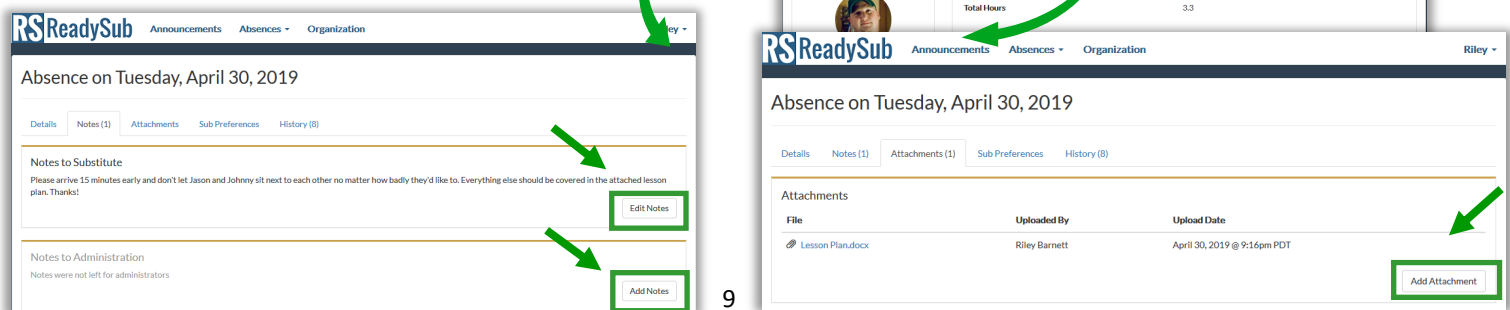 RS ReadySub Announcements Absences Organization
Absence on Tuesday, April 30, 2019
Details Notes (1) Attachments Sub Preferences History (8)
Notes to Substitute
Please arrive 15 minutes early and don't let Jason and Johnny sit next to each other no matter how badly they'd like to. Everything else should be covered in the attached lesson
plan. Thanks!
Edit Notes
Notes to Administration
Notes were not left for administrators
Add Notes
9
Total Hours 3.3
RS ReadySub Announcements Absences Organization Riley
Absence on Tuesday, April 30, 2019
Details Notes (1) Attachments (1) Sub Preferences History (8)
Attachments
File Uploaded By Upload Date
Lesson Plan.docx Riley Barnett April 30, 2019 @ 9:16pm PDT
Add Attachment